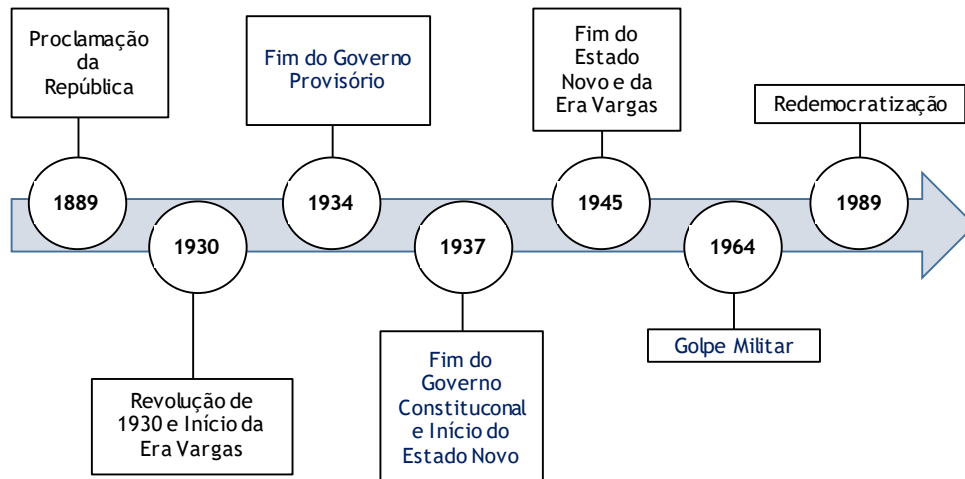 Proclamação
da
República
Fim do Governo
Provisório
Fim do
Estado
Novo e da
Era Vargas
Redemocratização
1889
1930
1934
1937
1945
1964
1989
Revolução de
1930 e Início da
Era Vargas
Fim do
Governo
Constituconal
e Início do
Estado Novo
Golpe Militar